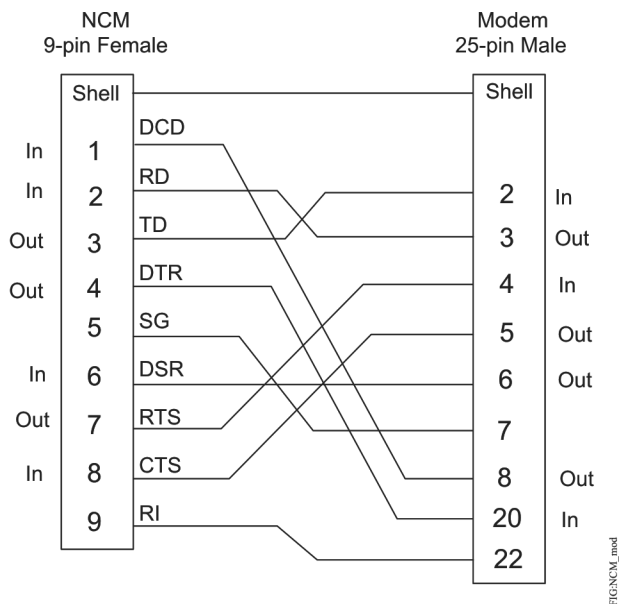 NCM
9-pin Female
Modem
25-pin Male
Shell
Shell
DCD
In 1
RD
In 2
2 In
TD
Out 3
3 Out
DTR
Out 4
4 In
SG
5
5 Out
DSR
In 6
6 Out
RTS
Out 7
7
CTS
In 8
8 Out
RI
9
20 In
22
FIG:NCM_mod